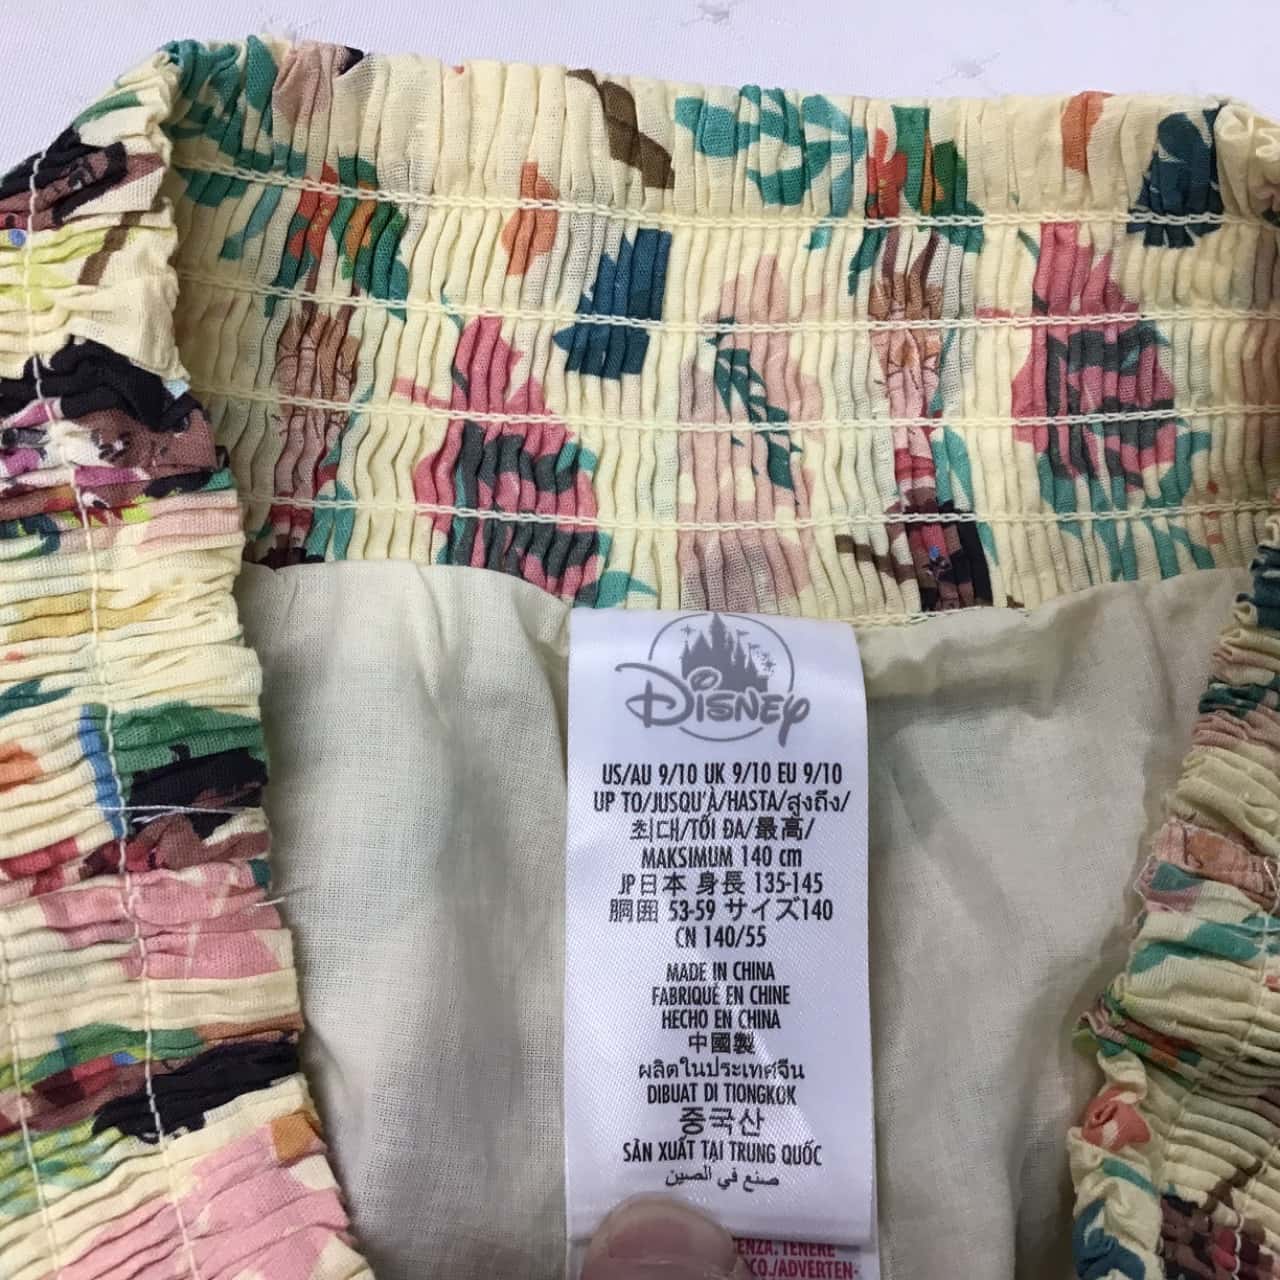 Disney
US/AU 9/10 UK 9/10 EU 9/10
UP TO/JUSQU'À/HASTA/สูงถึง/
최대/TỐI ĐA/最高/
MAKSIMUM 140 cm
JP日本 身長 135-145
胴囲 53-59 サイズ140
CN 140/55
MADE IN CHINA
FABRIQUÉ EN CHINE
HECHO EN CHINA
中國製
ผลิตในประเทศจีน
DIBUAT DI TIONGKOK
중국산
SẢN XUẤT TẠI TRUNG QUỐC
صنع في الصين
TENERE
/ADVERTEN-